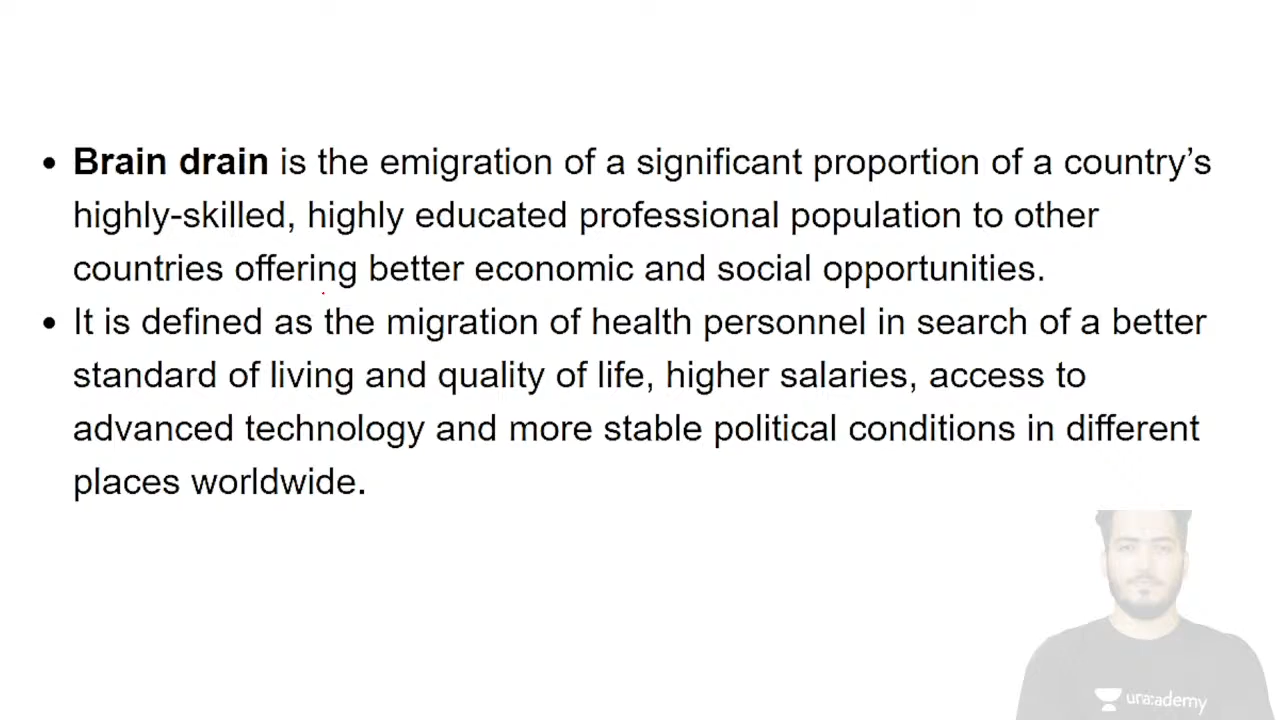 • Brain drain is the emigration of a significant proportion of a country’s
highly-skilled, highly educated professional population to other
countries offering better economic and social opportunities.
• It is defined as the migration of health personnel in search of a better
standard of living and quality of life, higher salaries, access to
advanced technology and more stable political conditions in different
places worldwide.
unacademy